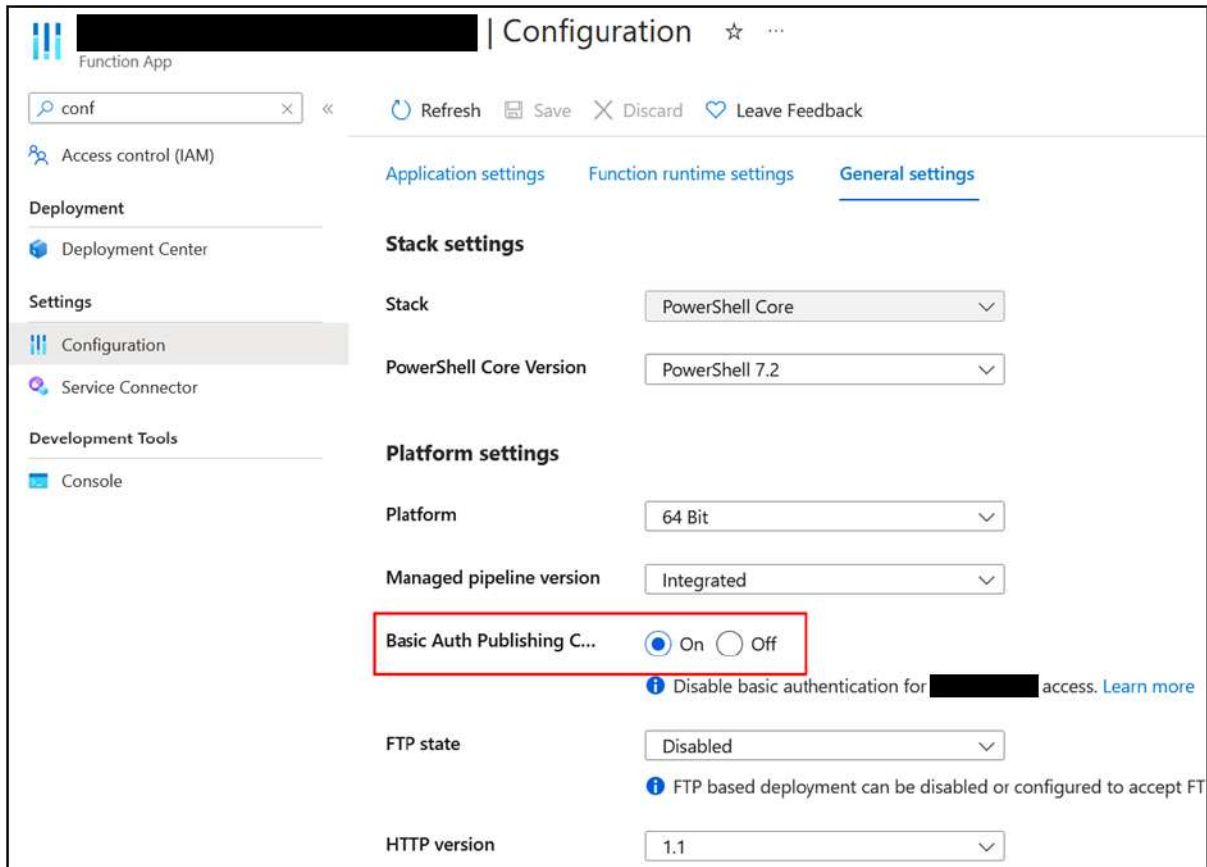 | Configuration
Function App
conf
Refresh Save Discard Leave Feedback
Access control (IAM)
Deployment
Deployment Center
Settings
Configuration
Service Connector
Development Tools
Console
Application settings Function runtime settings General settings
Stack settings
Stack PowerShell Core
PowerShell Core Version PowerShell 7.2
Platform settings
Platform 64 Bit
Managed pipeline version Integrated
Basic Auth Publishing C... On Off
Disable basic authentication for access. Learn more
FTP state Disabled
FTP based deployment can be disabled or configured to accept FT
HTTP version 1.1